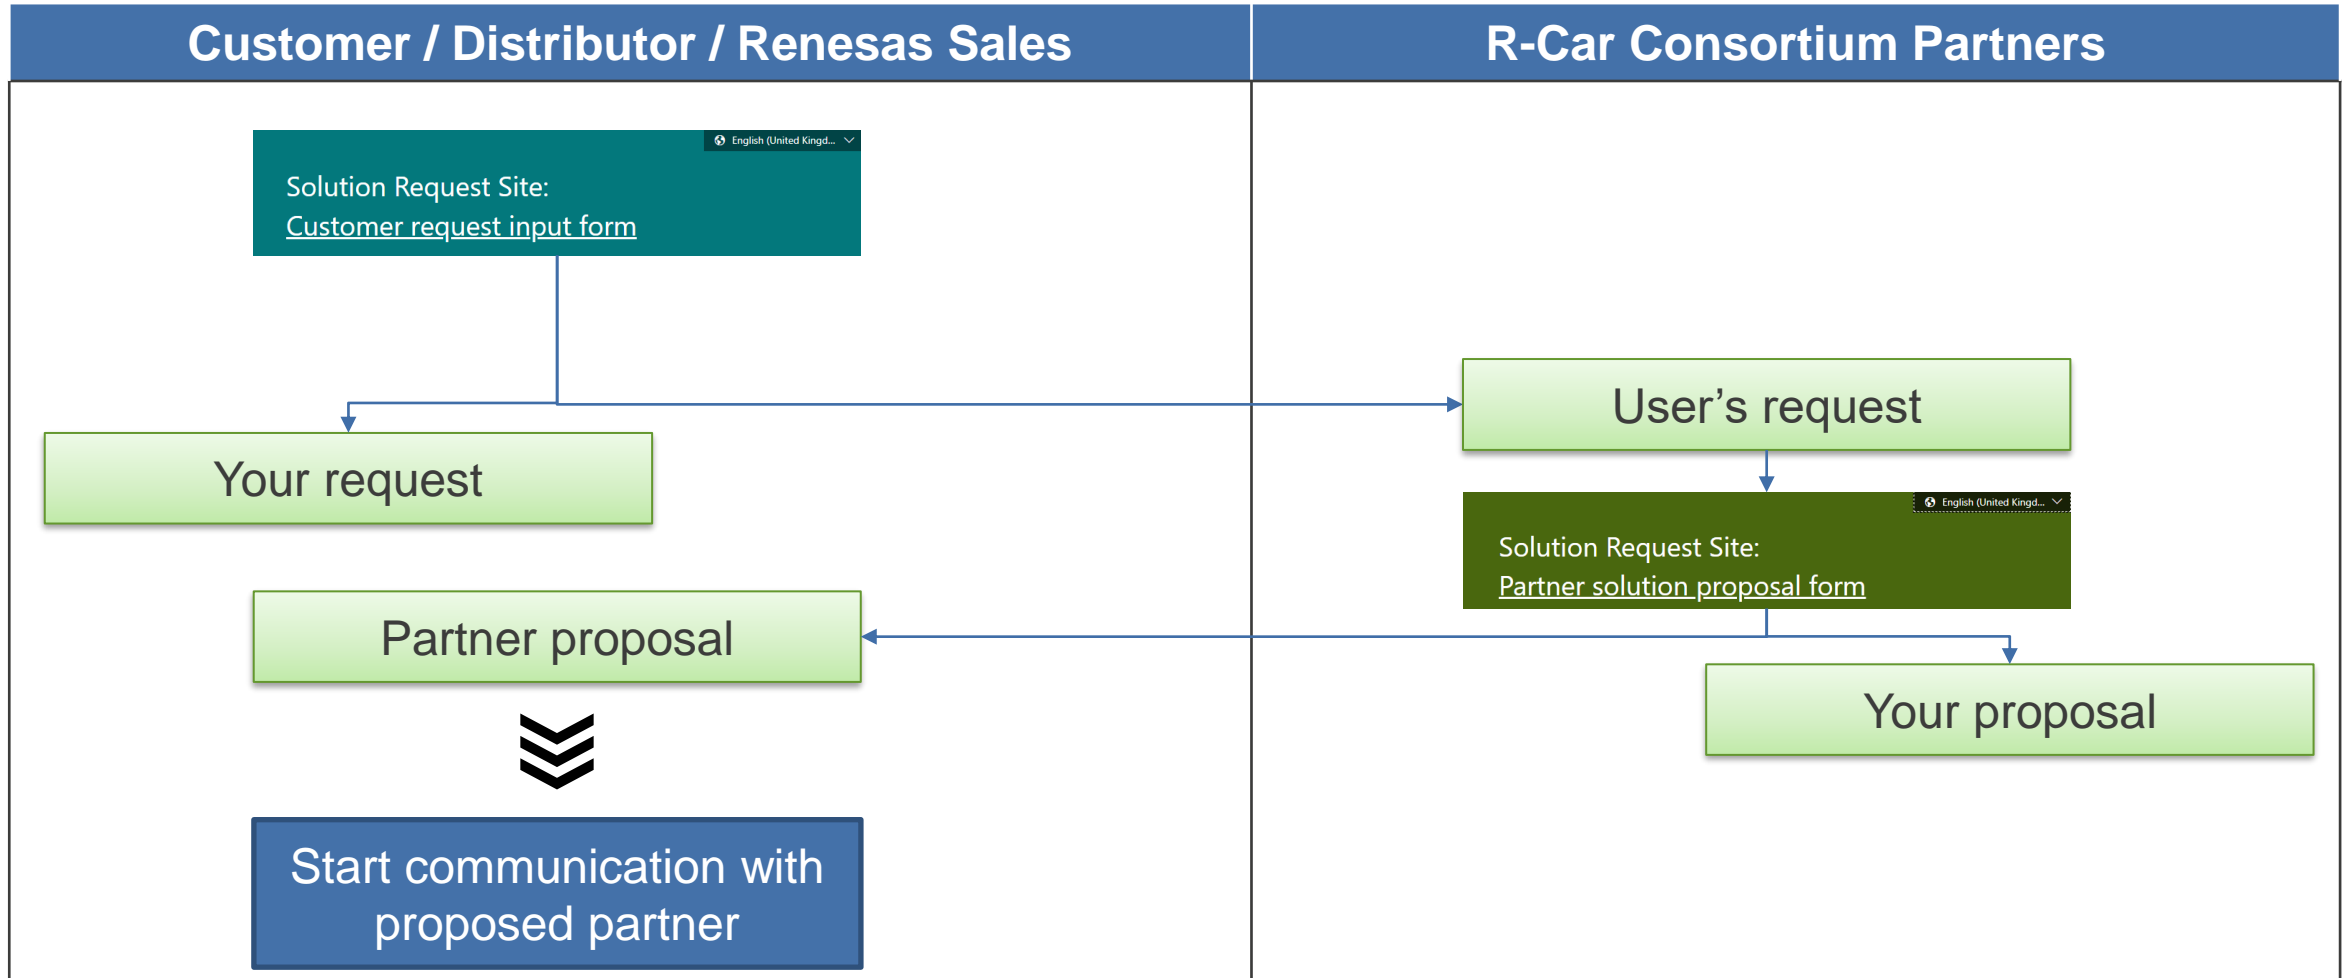 Customer / Distributor / Renesas Sales
R-Car Consortium Partners
English (United Kingd...
Solution Request Site:
Customer request input form
User’s request
Your request
English (United Kingd...
Solution Request Site:
Partner solution proposal form
Partner proposal
Your proposal
Start communication with
proposed partner